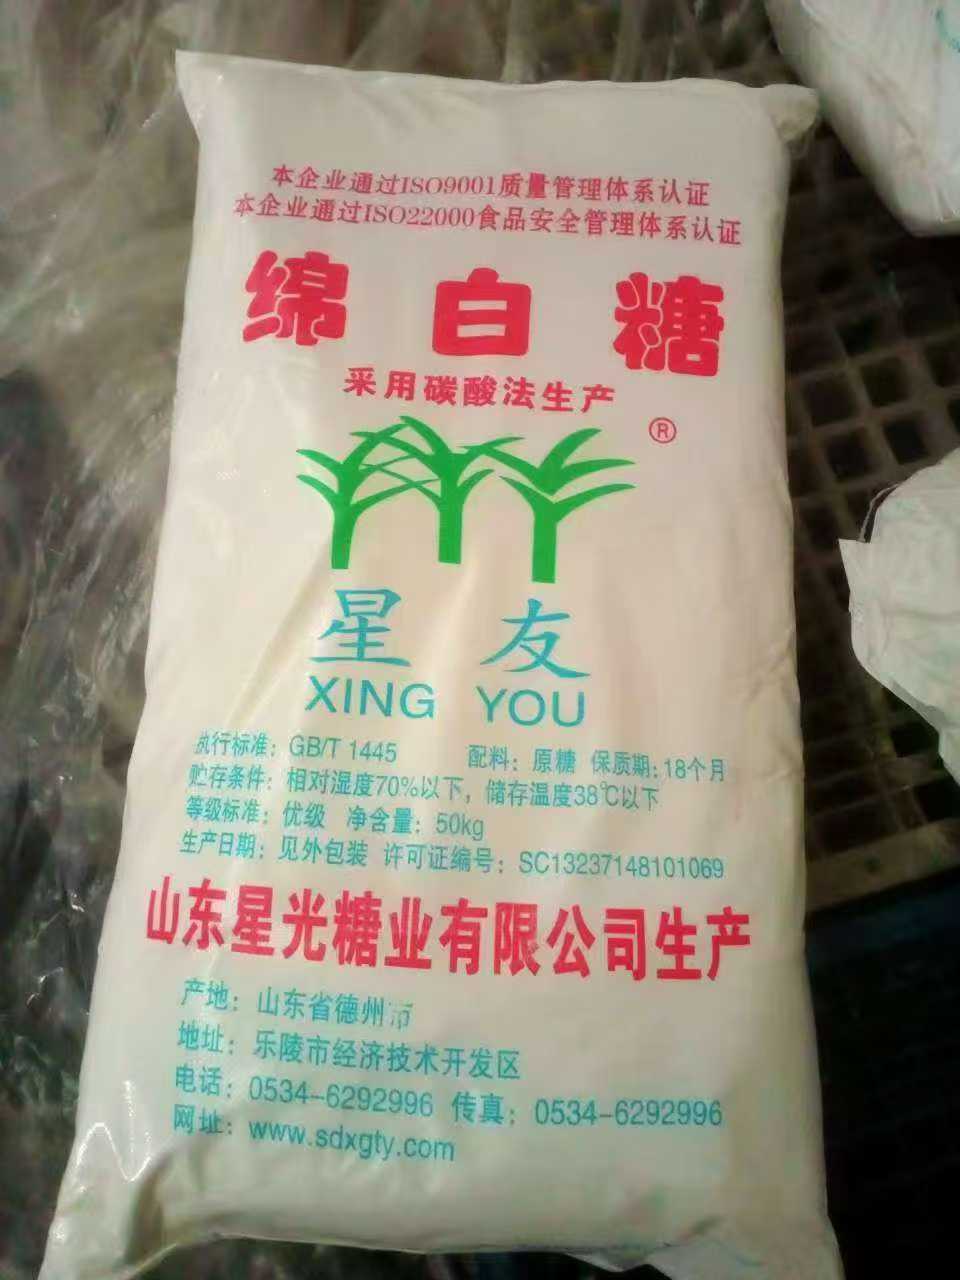 本企业通过ISO9001质量管理体系认证
本企业通过ISO22000食品安全管理体系认证
绵白糖
采用碳酸法生产
®
星友
XING YOU
执行标准：GB/T 1445 配料：原糖 保质期：18个月
贮存条件：相对湿度70%以下，储存温度38℃以下
等级标准：优级 净含量：50kg
生产日期：见外包装 许可证编号：SC13237148101069
山东星光糖业有限公司生产
产地：山东省德州市
地址：乐陵市经济技术开发区
电话：0534-6292996 传真：0534-6292996
网址：www.sdxgty.com